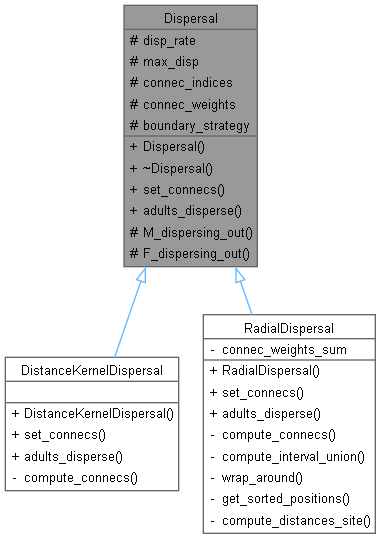 Dispersal
# disp_rate
# max_disp
# connec_indices
# connec_weights
# boundary_strategy
+ Dispersal()
+ ~Dispersal()
+ set_connecs()
+ adults_disperse()
# M_dispersing_out()
# F_dispersing_out()
DistanceKernelDispersal
+ DistanceKernelDispersal()
+ set_connecs()
+ adults_disperse()
- compute_connecs()
RadialDispersal
- connec_weights_sum
+ RadialDispersal()
+ set_connecs()
+ adults_disperse()
- compute_connecs()
- compute_interval_union()
- wrap_around()
- get_sorted_positions()
- compute_distances_site()